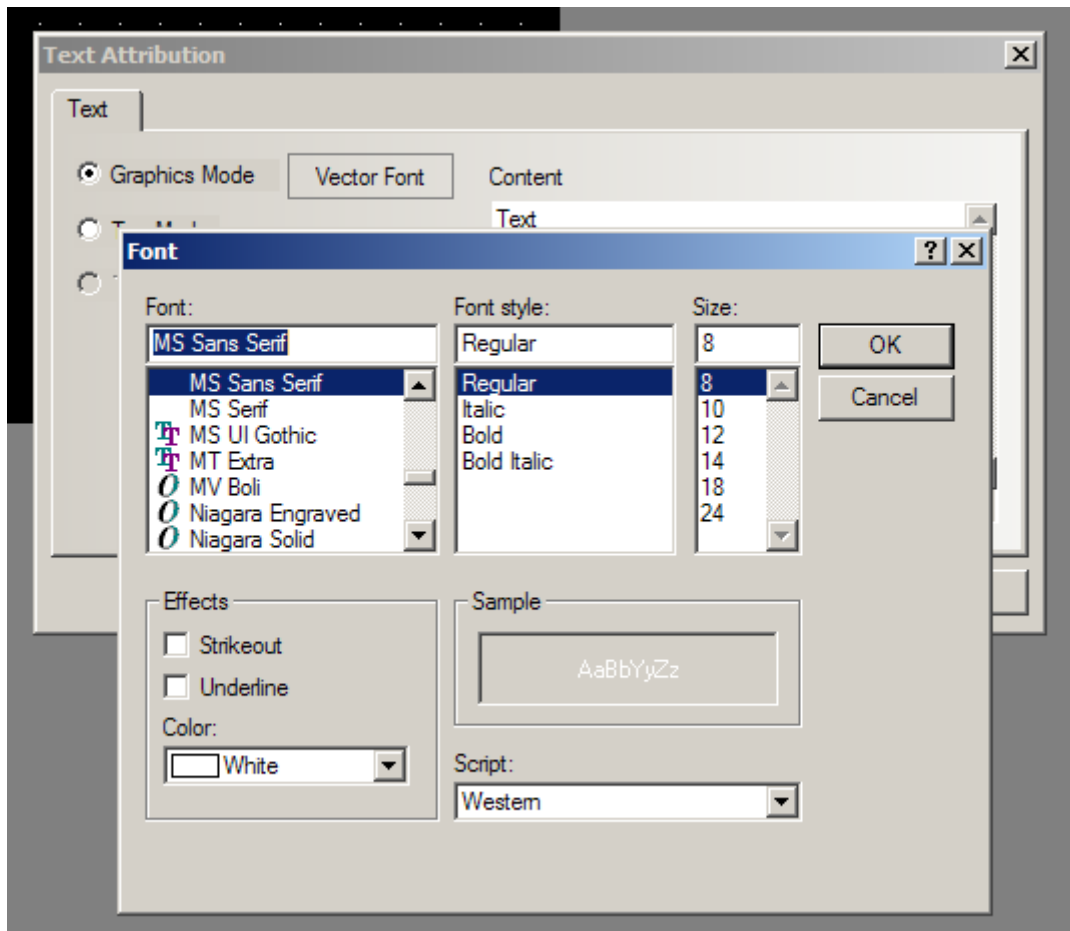 Text Attribution
Text
Graphics Mode
Vector Font
Content
Text
Font
Font:
Font style:
Size:
MS Sans Serif
Regular
8
OK
Cancel
MS Sans Serif
MS Serif
MS UI Gothic
MT Extra
MV Boli
Niagara Engraved
Niagara Solid
Regular
Italic
Bold
Bold Italic
8
10
12
14
18
24
Effects
Strikeout
Underline
Color:
White
Sample
AaBbYyZz
Script:
Western